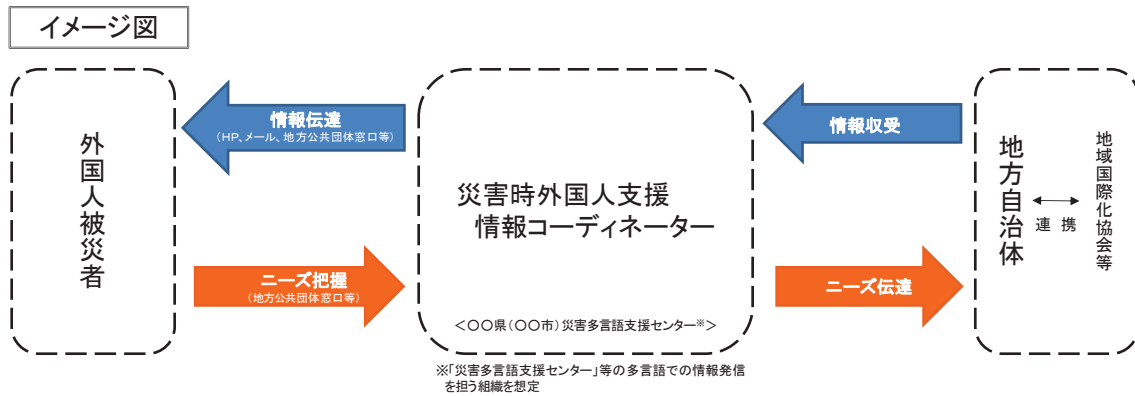 イメージ図
外国人被災者
情報伝達
（HP、メール、地方公共団体窓口等）
ニーズ把握
（地方公共団体窓口等）
災害時外国人支援
情報コーディネーター
＜〇〇県（〇〇市）災害多言語支援センター※＞
※「災害多言語支援センター」等の多言語での情報発信
を担う組織を想定
情報収受
ニーズ伝達
地方自治体
連携
地域国際化協会等